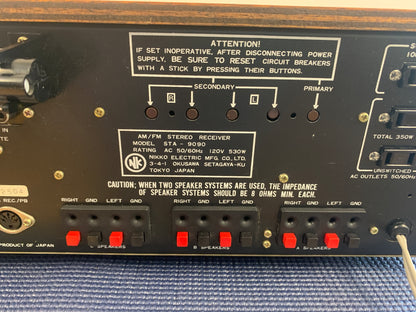 ATTENTION!
IF SET INOPERATIVE, AFTER DISCONNECTING POWER
SUPPLY. BE SURE TO RESET CIRCUIT BREAKERS
WITH A STICK BY PRESSING THEIR BUTTONS.
SECONDARY
PRIMARY
R
L
AM/FM STEREO RECEIVER
MODEL STA - 9090
RATING AC 50/60Hz 120V 530W
NIKKO ELECTRIC MFG. CO., LTD.
3-4-1 OKUSAWA SETAGAYA-KU
TOKYO JAPAN
NK
CAUTION; WHEN TWO SPEAKER SYSTEMS ARE USED, THE IMPEDANCE
OF SPEAKER SYSTEMS SHOULD BE 8 OHMS MIN. EACH.
RIGHT GND LEFT GND
RIGHT GND LEFT GND
RIGHT GND LEFT GND
C SPEAKERS
B SPEAKERS
A SPEAKERS
TOTAL 350W
UNSWITCHED
AC OUTLETS 50/60Hz
REC/PB
PRODUCT OF JAPAN